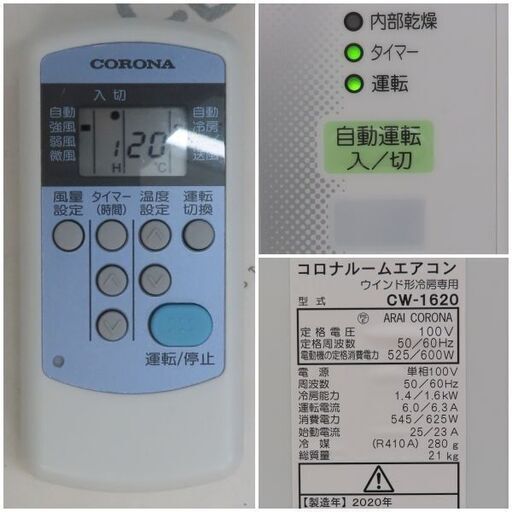 CORONA
入 切
自動 自動
強風 冷房
弱風
微風 送風
1 H 20 ℃
風量 タイマー 温度 運転
設定 (時間) 設定 切換
運転/停止
内部乾燥
タイマー
運転
自動運転
入/切
コロナルームエアコン
ウインド形冷房専用
型式 CW-1620
ARAI CORONA
定格電圧 100V
定格周波数 50/60Hz
電動機の定格消費電力 525/600W
電源 単相100V
周波数 50/60Hz
冷房能力 1.4/1.6kW
運転電流 6.0/6.3A
消費電力 545/625W
始動電流 25/23A
冷媒 (R410A) 280g
総質量 21kg
【製造年】2020年